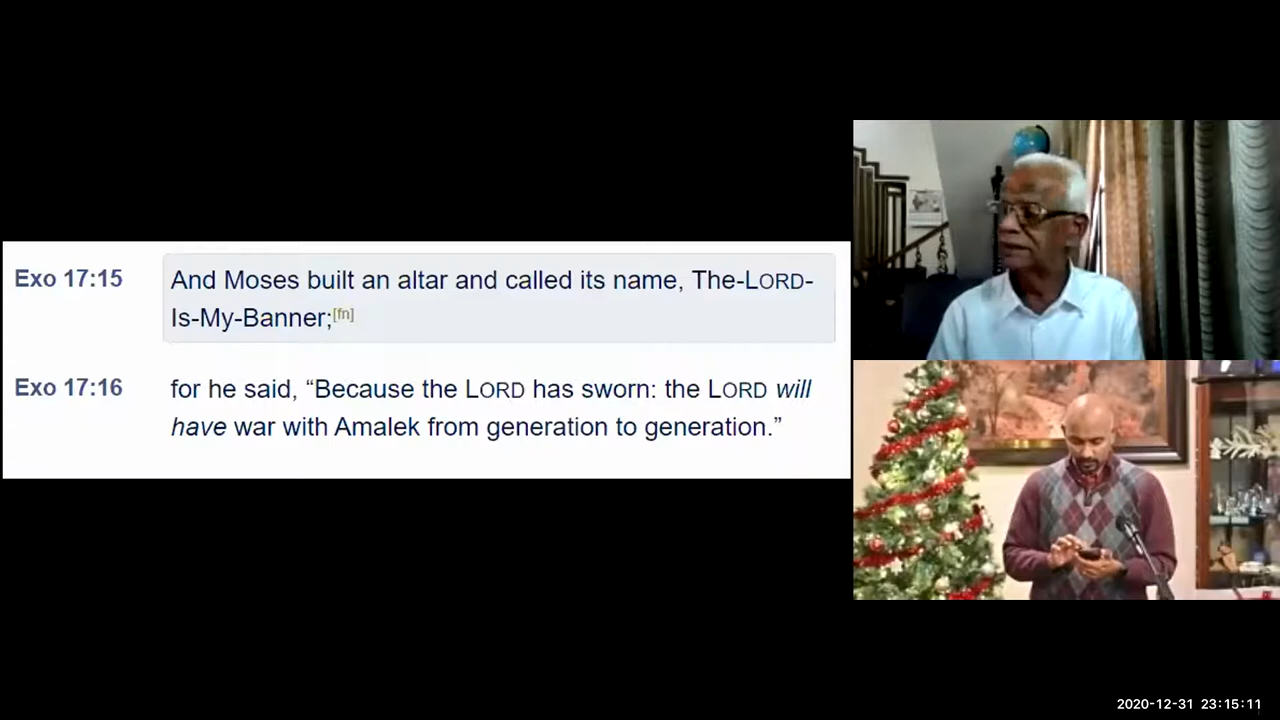 Exo 17:15 And Moses built an altar and called its name, The-LORD-
Is-My-Banner;[fn]
Exo 17:16 for he said, “Because the LORD has sworn: the LORD will
have war with Amalek from generation to generation.”
2020-12-31 23:15:11